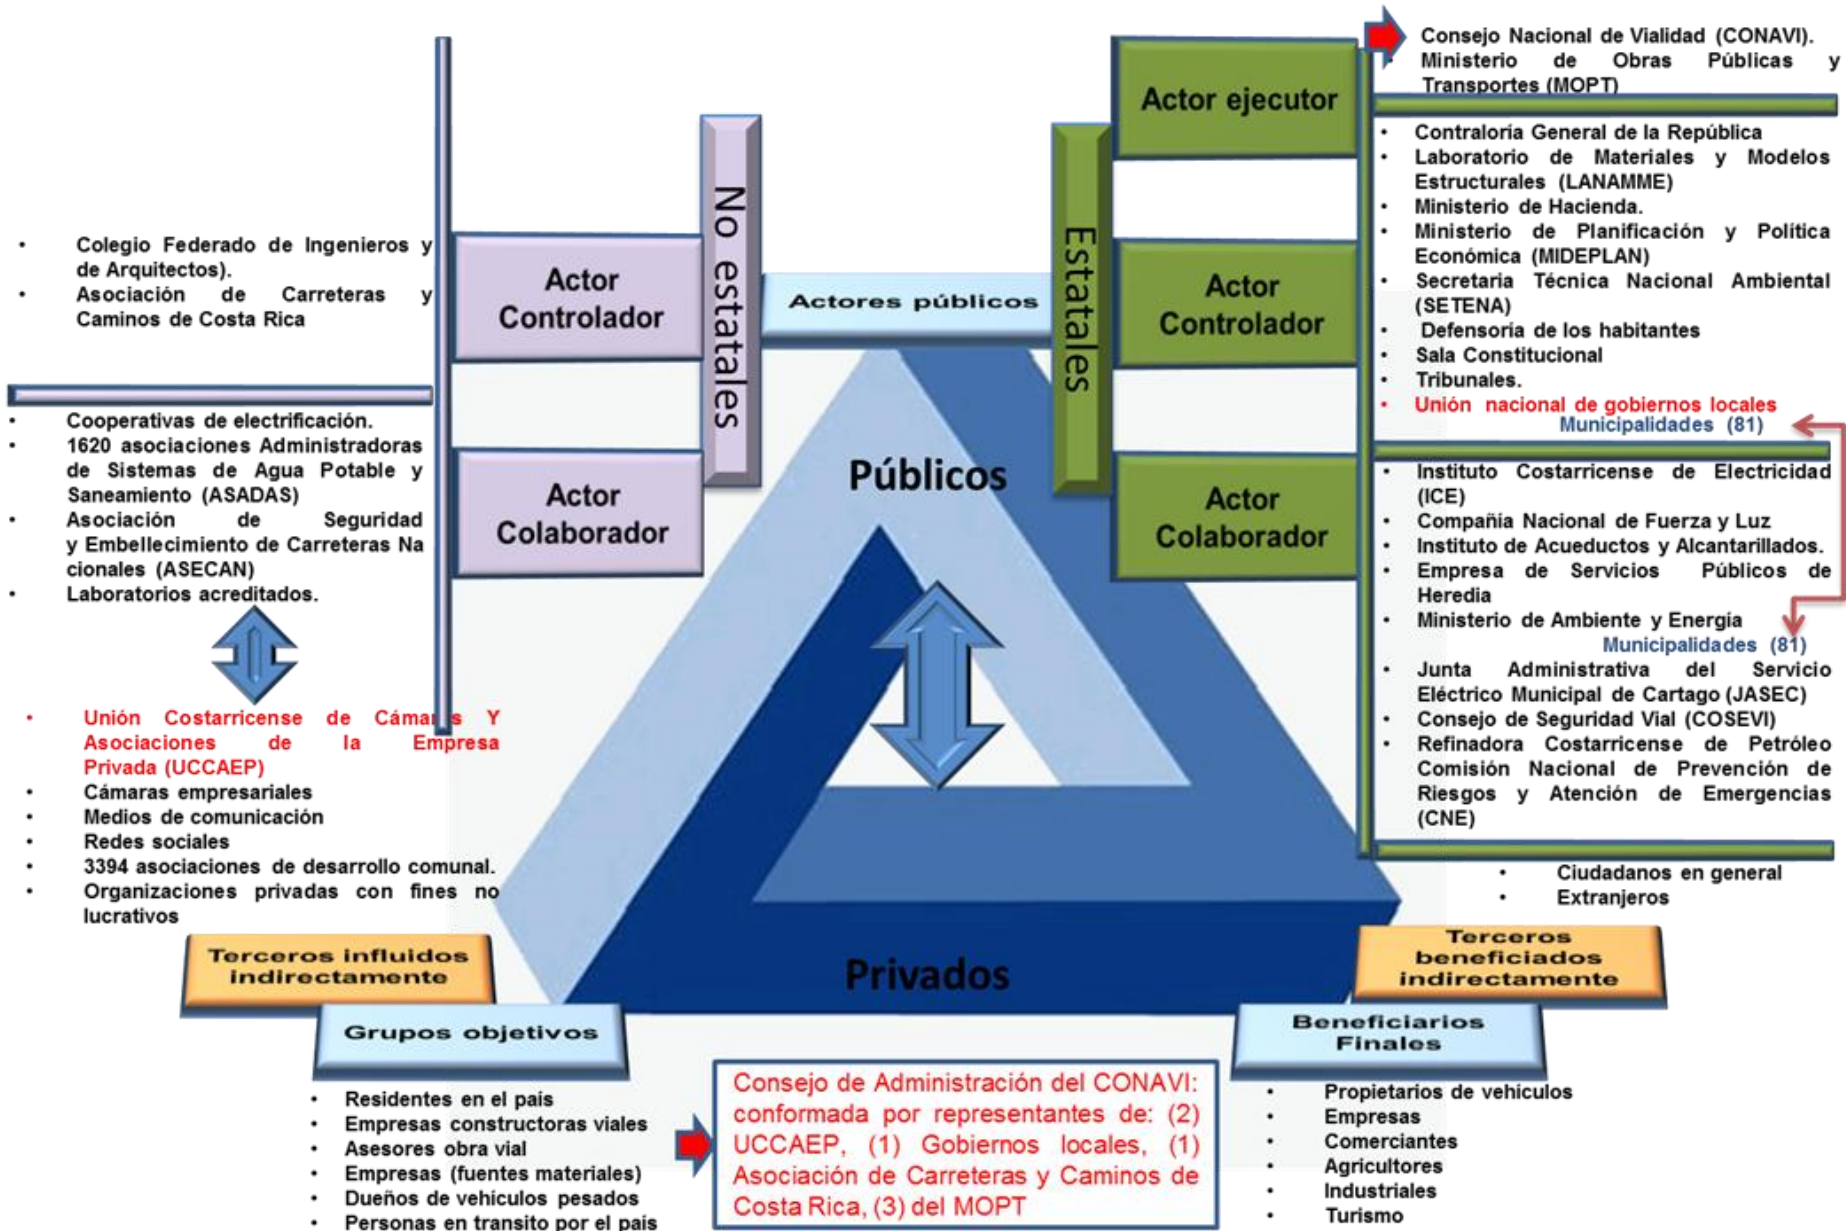 Consejo Nacional de Vialidad (CONAVI).
Ministerio de Obras Públicas y
Transportes (MOPT)
Actor ejecutor
Contraloría General de la República
Laboratorio de Materiales y Modelos
Estructurales (LANAMME)
Ministerio de Hacienda.
Ministerio de Planificación y Política
Económica (MIDEPLAN)
Secretaria Técnica Nacional Ambiental
(SETENA)
Defensoría de los habitantes
Sala Constitucional
Tribunales.
Unión nacional de gobiernos locales
Municipalidades (81)
No estatales
Estatales
Actores públicos
Actor
Controlador
Actor
Controlador
Colegio Federado de Ingenieros y
de Arquitectos).
Asociación de Carreteras y
Caminos de Costa Rica
Cooperativas de electrificación.
1620 asociaciones Administradoras
de Sistemas de Agua Potable y
Saneamiento (ASADAS)
Asociación de Seguridad
y Embellecimiento de Carreteras Na
cionales (ASECAN)
Laboratorios acreditados.
Actor
Colaborador
Públicos
Actor
Colaborador
Instituto Costarricense de Electricidad
(ICE)
Compañía Nacional de Fuerza y Luz
Instituto de Acueductos y Alcantarillados.
Empresa de Servicios Públicos de
Heredia
Ministerio de Ambiente y Energía
Municipalidades (81)
Junta Administrativa del Servicio
Eléctrico Municipal de Cartago (JASEC)
Consejo de Seguridad Vial (COSEVI)
Refinadora Costarricense de Petróleo
Comisión Nacional de Prevención de
Riesgos y Atención de Emergencias
(CNE)
Unión Costarricense de Cámaras Y
Asociaciones de la Empresa
Privada (UCCAEP)
Cámaras empresariales
Medios de comunicación
Redes sociales
3394 asociaciones de desarrollo comunal.
Organizaciones privadas con fines no
lucrativos
Ciudadanos en general
Extranjeros
Terceros influidos
indirectamente
Privados
Terceros
beneficiados
indirectamente
Grupos objetivos
Beneficiarios
Finales
Residentes en el país
Empresas constructoras viales
Asesores obra vial
Empresas (fuentes materiales)
Dueños de vehículos pesados
Personas en transito por el país
Consejo de Administración del CONAVI:
conformada por representantes de: (2)
UCCAEP, (1) Gobiernos locales, (1)
Asociación de Carreteras y Caminos de
Costa Rica, (3) del MOPT
Propietarios de vehículos
Empresas
Comerciantes
Agricultores
Industriales
Turismo